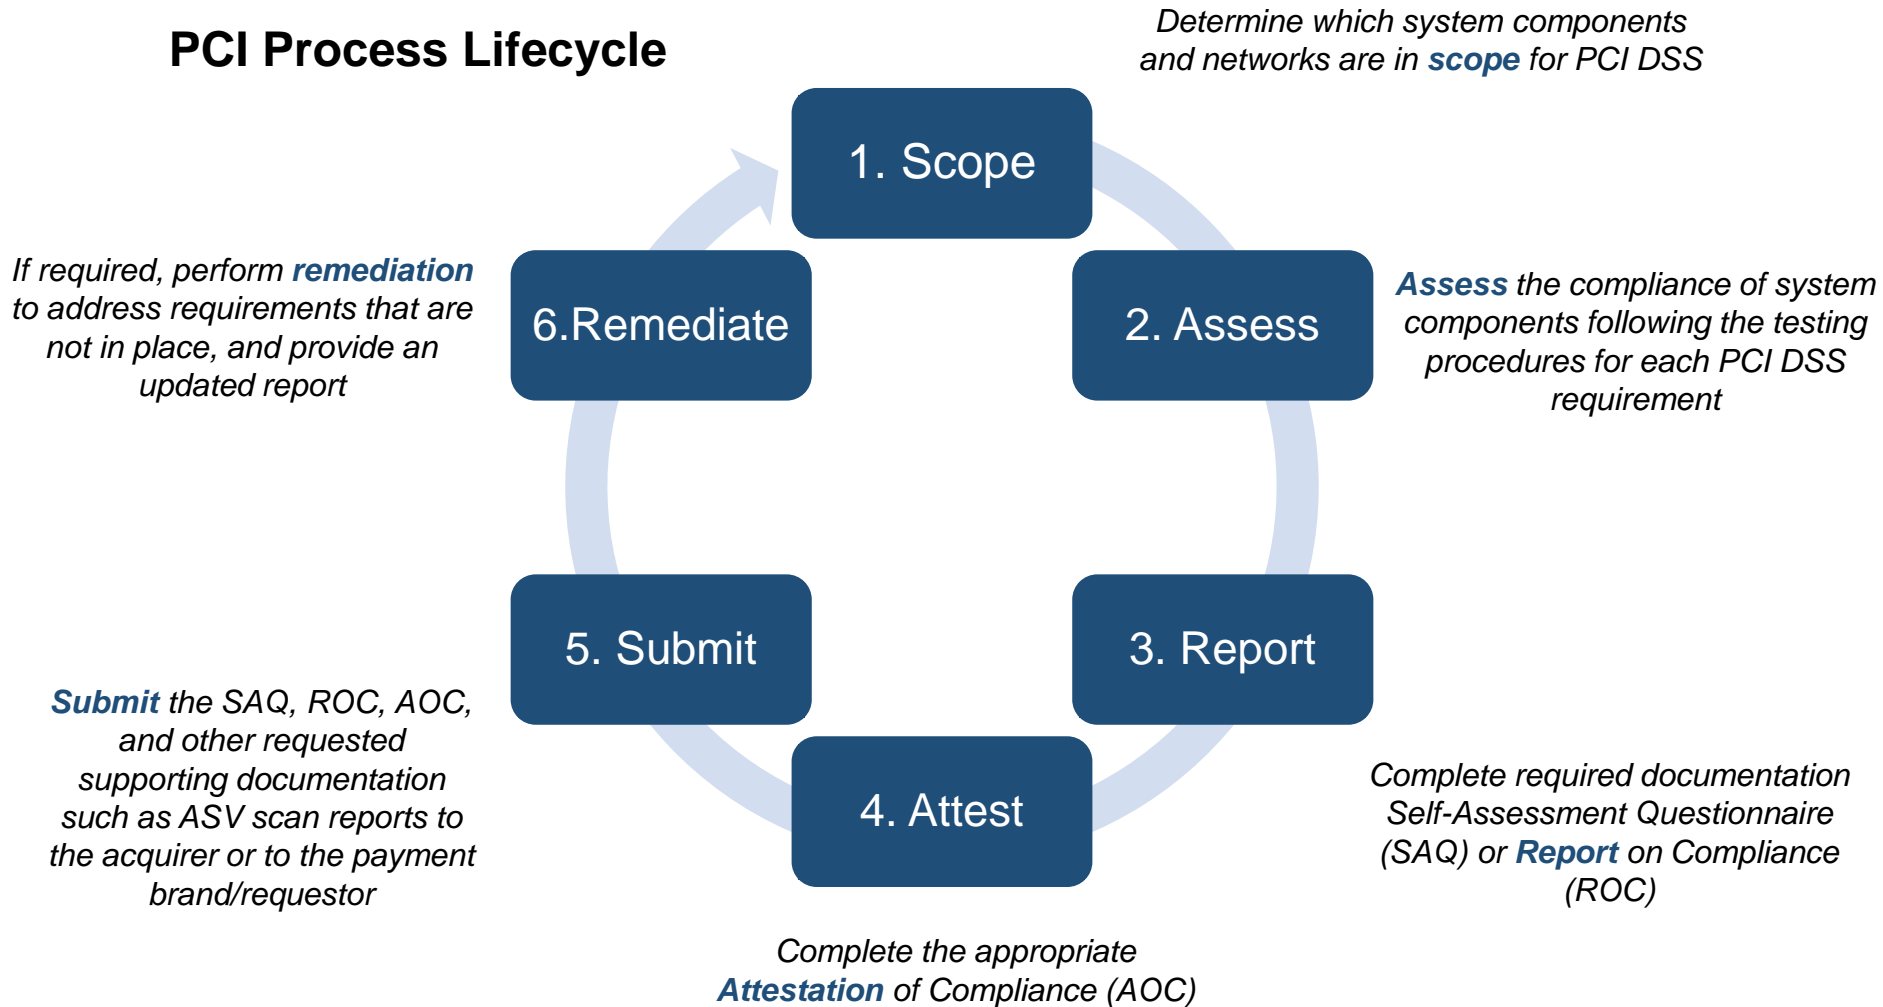 PCI Process Lifecycle
Determine which system components
and networks are in scope for PCI DSS
1. Scope
2. Assess
Assess the compliance of system
components following the testing
procedures for each PCI DSS
requirement
3. Report
Complete required documentation
Self-Assessment Questionnaire
(SAQ) or Report on Compliance
(ROC)
4. Attest
Complete the appropriate
Attestation of Compliance (AOC)
5. Submit
Submit the SAQ, ROC, AOC,
and other requested
supporting documentation
such as ASV scan reports to
the acquirer or to the payment
brand/requestor
6.Remediate
If required, perform remediation
to address requirements that are
not in place, and provide an
updated report